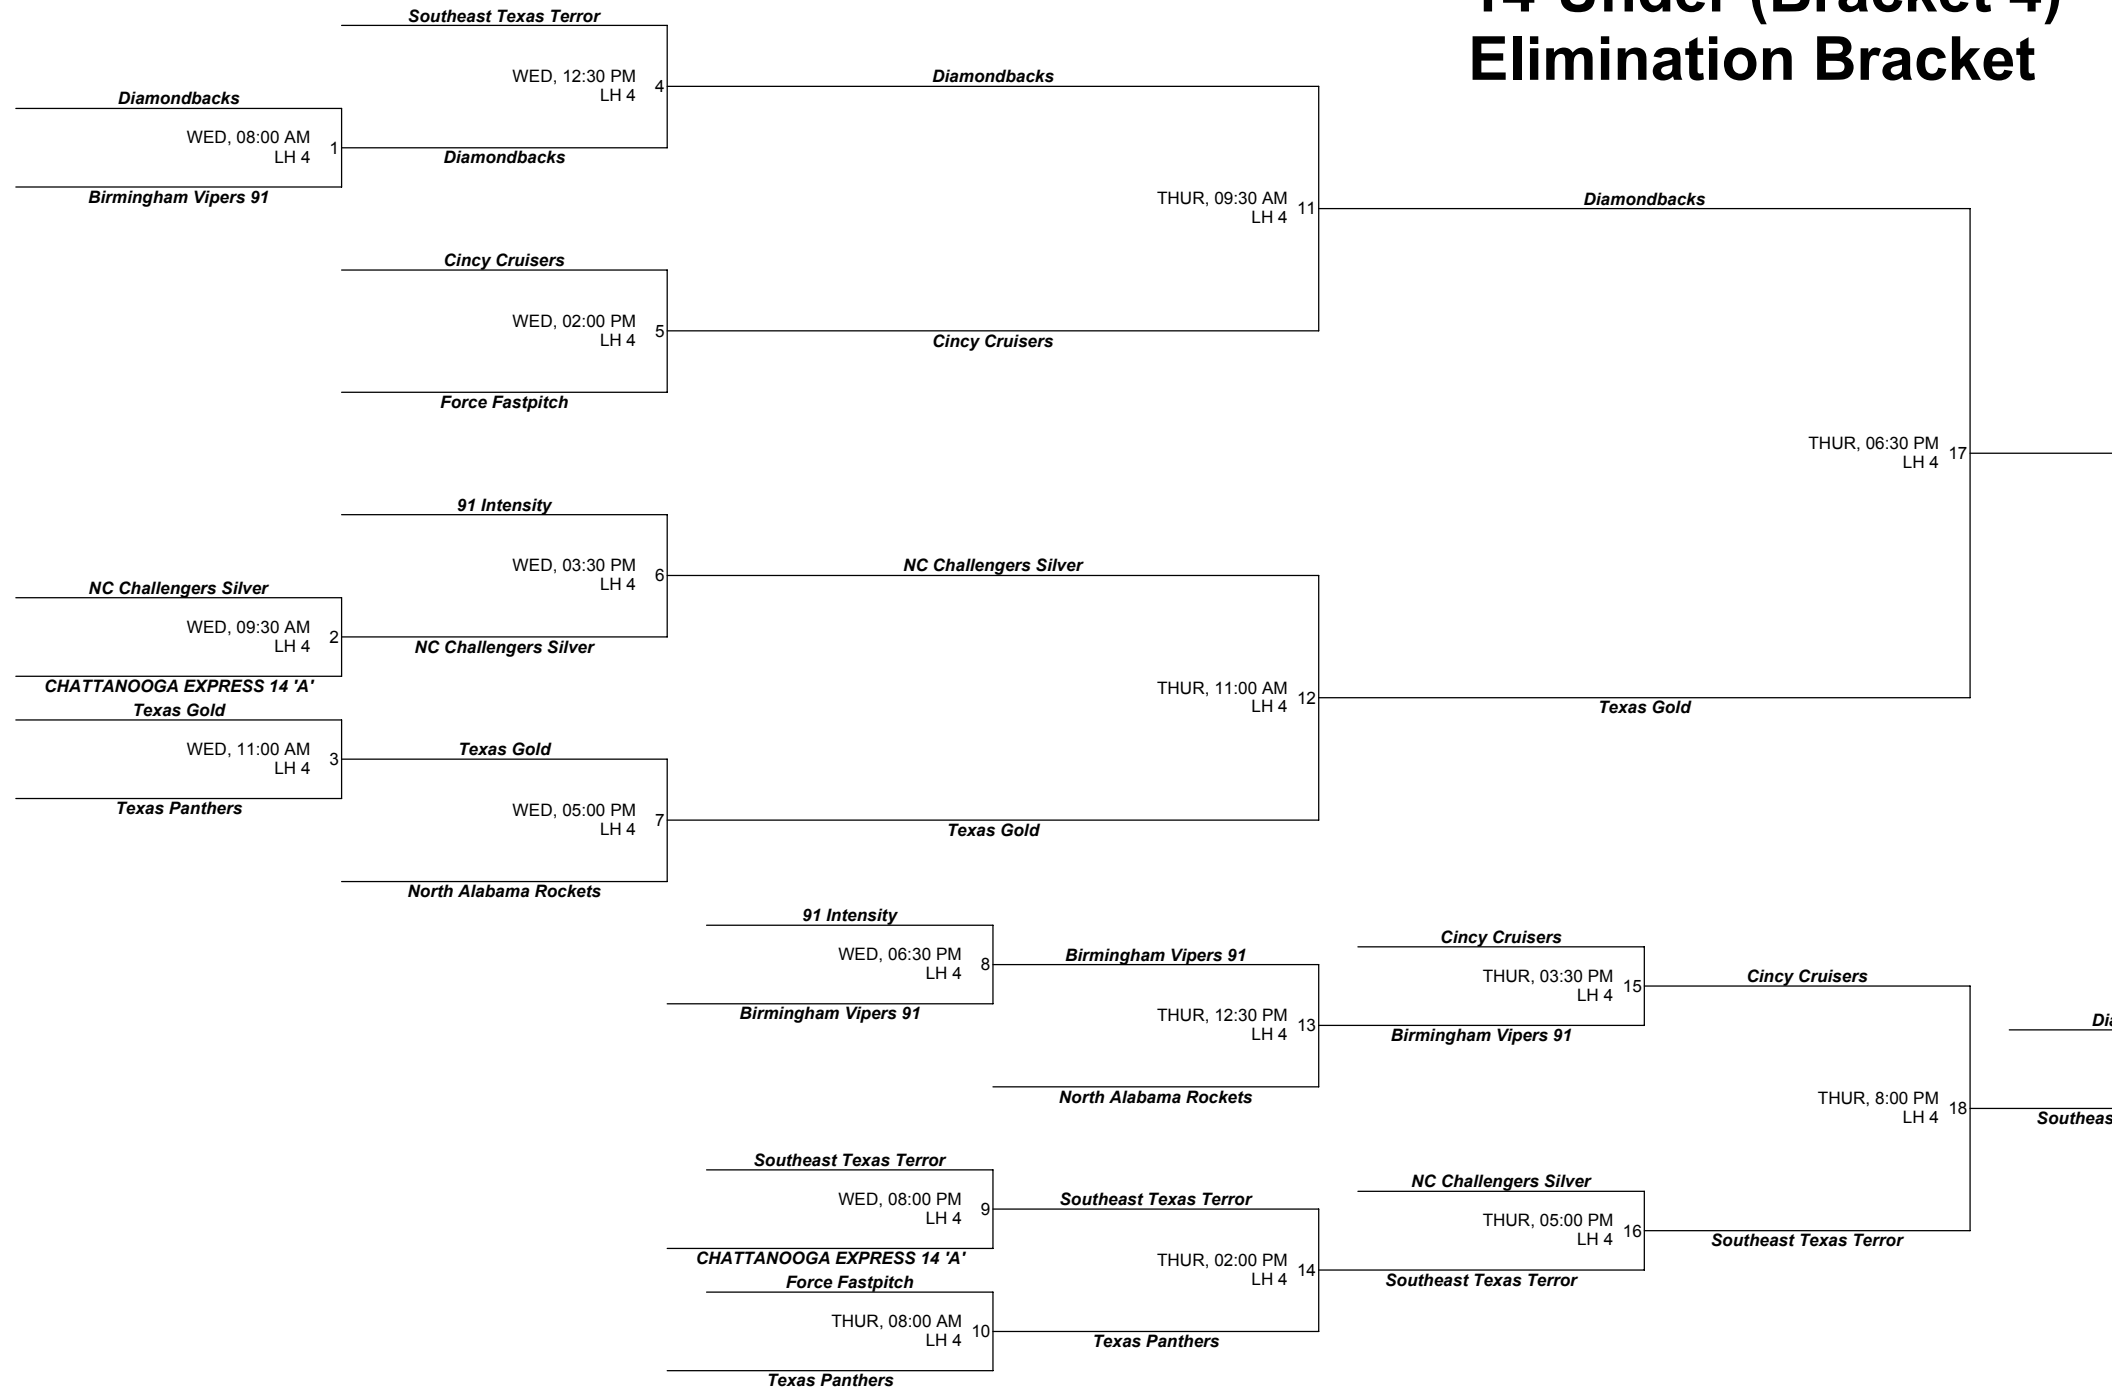 14-Under (Bracket 4)
Elimination Bracket
Southeast Texas Terror
WED, 12:30 PM
LH 4
4
Diamondbacks
Diamondbacks
WED, 08:00 AM
LH 4
1
Diamondbacks
Birmingham Vipers 91
THUR, 09:30 AM
LH 4
11
Diamondbacks
Cincy Cruisers
WED, 02:00 PM
LH 4
5
Cincy Cruisers
Force Fastpitch
THUR, 06:30 PM
LH 4
17
91 Intensity
WED, 03:30 PM
LH 4
6
NC Challengers Silver
NC Challengers Silver
WED, 09:30 AM
LH 4
2
NC Challengers Silver
CHATTANOOGA EXPRESS 14 'A'
THUR, 11:00 AM
LH 4
12
Texas Gold
Texas Gold
WED, 11:00 AM
LH 4
3
Texas Gold
Texas Panthers
WED, 05:00 PM
LH 4
7
Texas Gold
North Alabama Rockets
91 Intensity
WED, 06:30 PM
LH 4
8
Birmingham Vipers 91
Birmingham Vipers 91
THUR, 12:30 PM
LH 4
13
North Alabama Rockets
Cincy Cruisers
THUR, 03:30 PM
LH 4
15
Birmingham Vipers 91
Cincy Cruisers
Dia
THUR, 8:00 PM
LH 4
18
Southeas
Southeast Texas Terror
WED, 08:00 PM
LH 4
9
Southeast Texas Terror
CHATTANOOGA EXPRESS 14 'A'
Force Fastpitch
THUR, 08:00 AM
LH 4
10
Texas Panthers
Texas Panthers
THUR, 02:00 PM
LH 4
14
NC Challengers Silver
THUR, 05:00 PM
LH 4
16
Southeast Texas Terror
Southeast Texas Terror